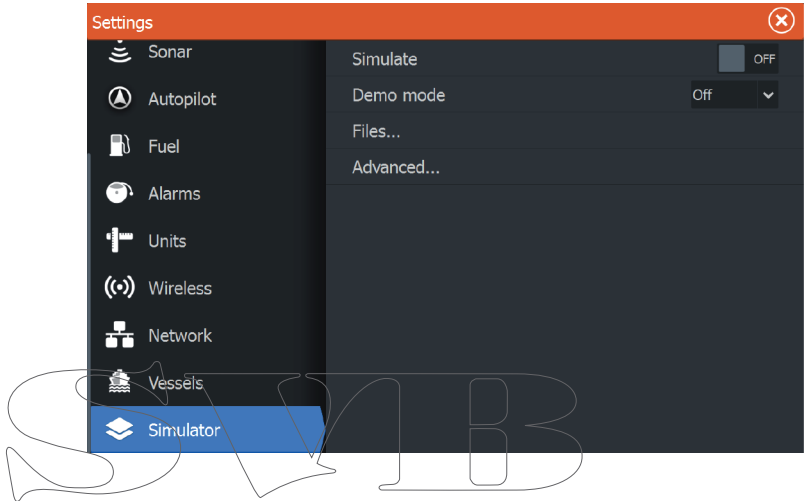 Settings
Sonar
Autopilot
Fuel
Alarms
Units
Wireless
Network
Vessels
Simulator
Simulate OFF
Demo mode Off
Files...
Advanced...
SVB